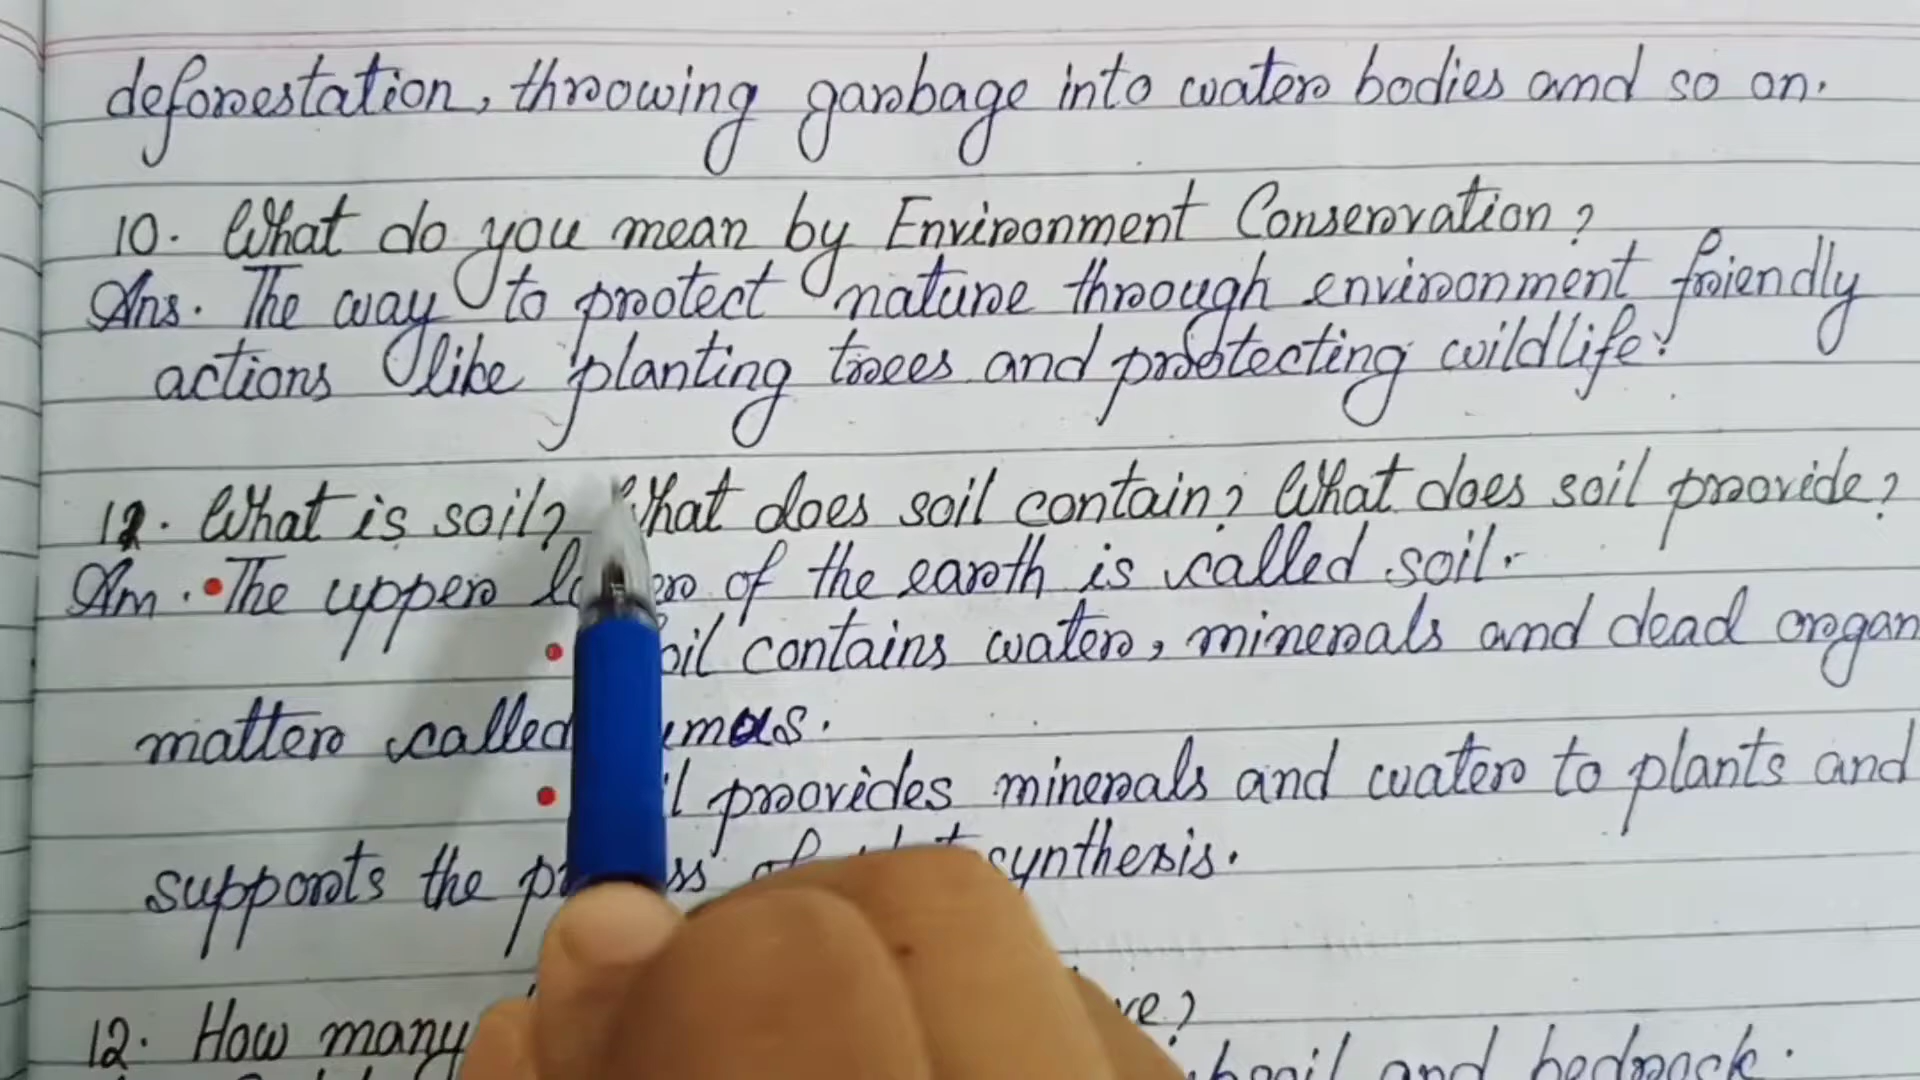 deforestation, throwing garbage into water bodies and so on.
10. What do you mean by Environment Conservation?
Ans. The way to protect nature through environment friendly
actions like planting trees and protecting wildlife.
12. What is soil? What does soil contain? What does soil provide?
Ans. • The upper of the earth is called soil.
• contains water, minerals and dead organ
matter called
• provides minerals and water to plants and
supports the
12. How many
and bedrock.